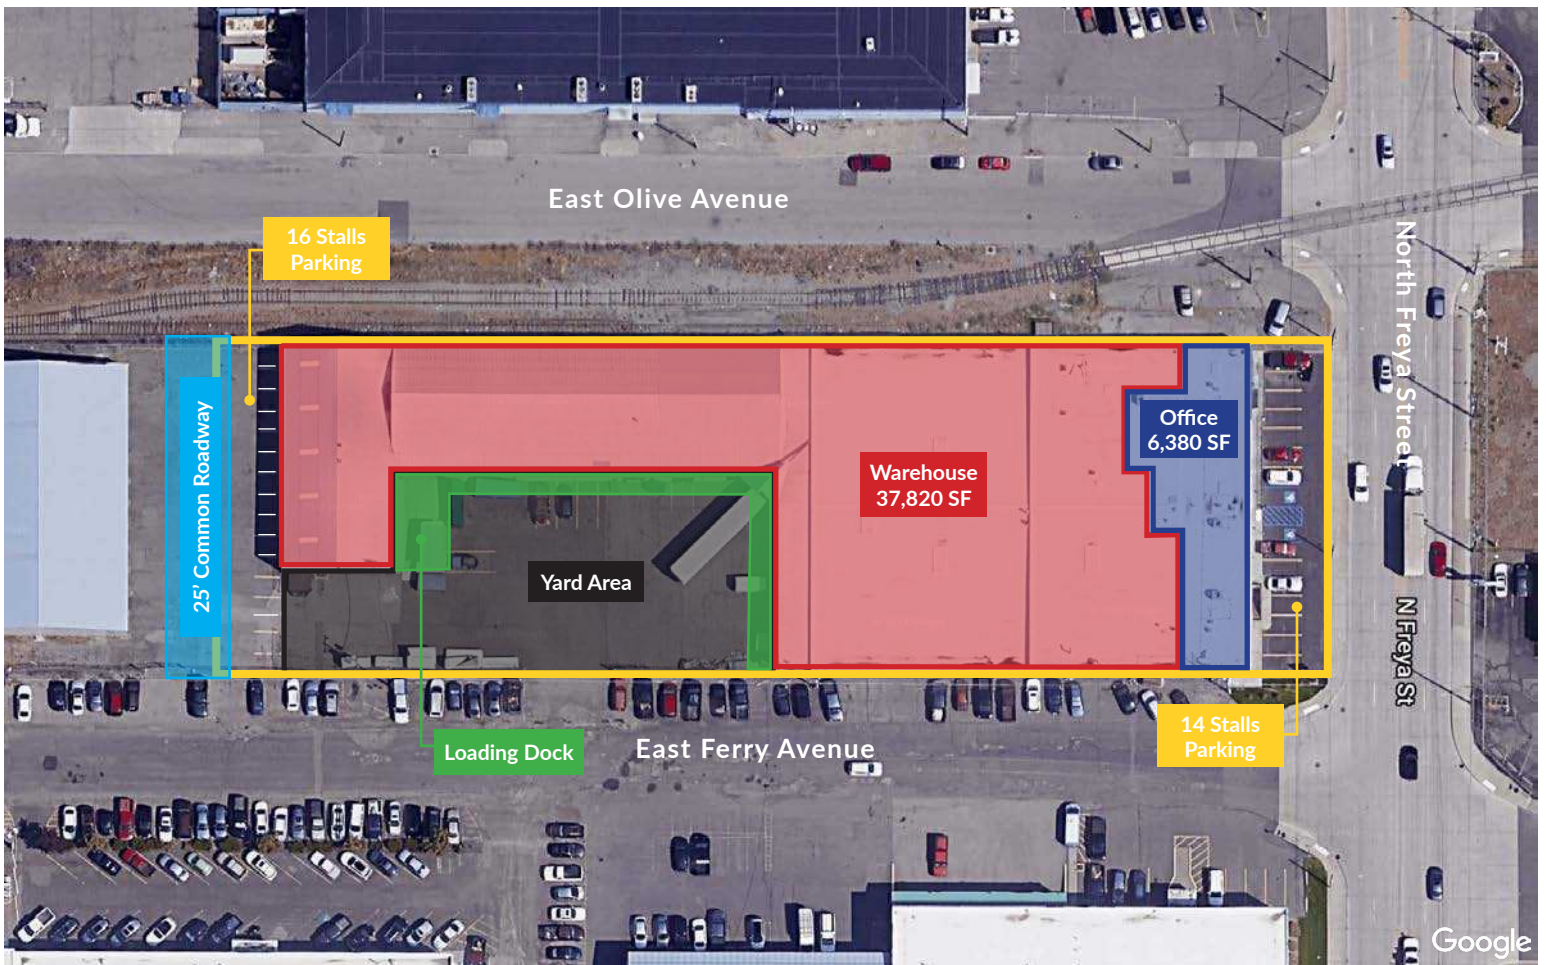 East Olive Avenue
16 Stalls
Parking
North Freya Street
25' Common Roadway
Office
6,380 SF
Warehouse
37,820 SF
Yard Area
N Freya St
14 Stalls
Parking
Loading Dock
East Ferry Avenue
Google